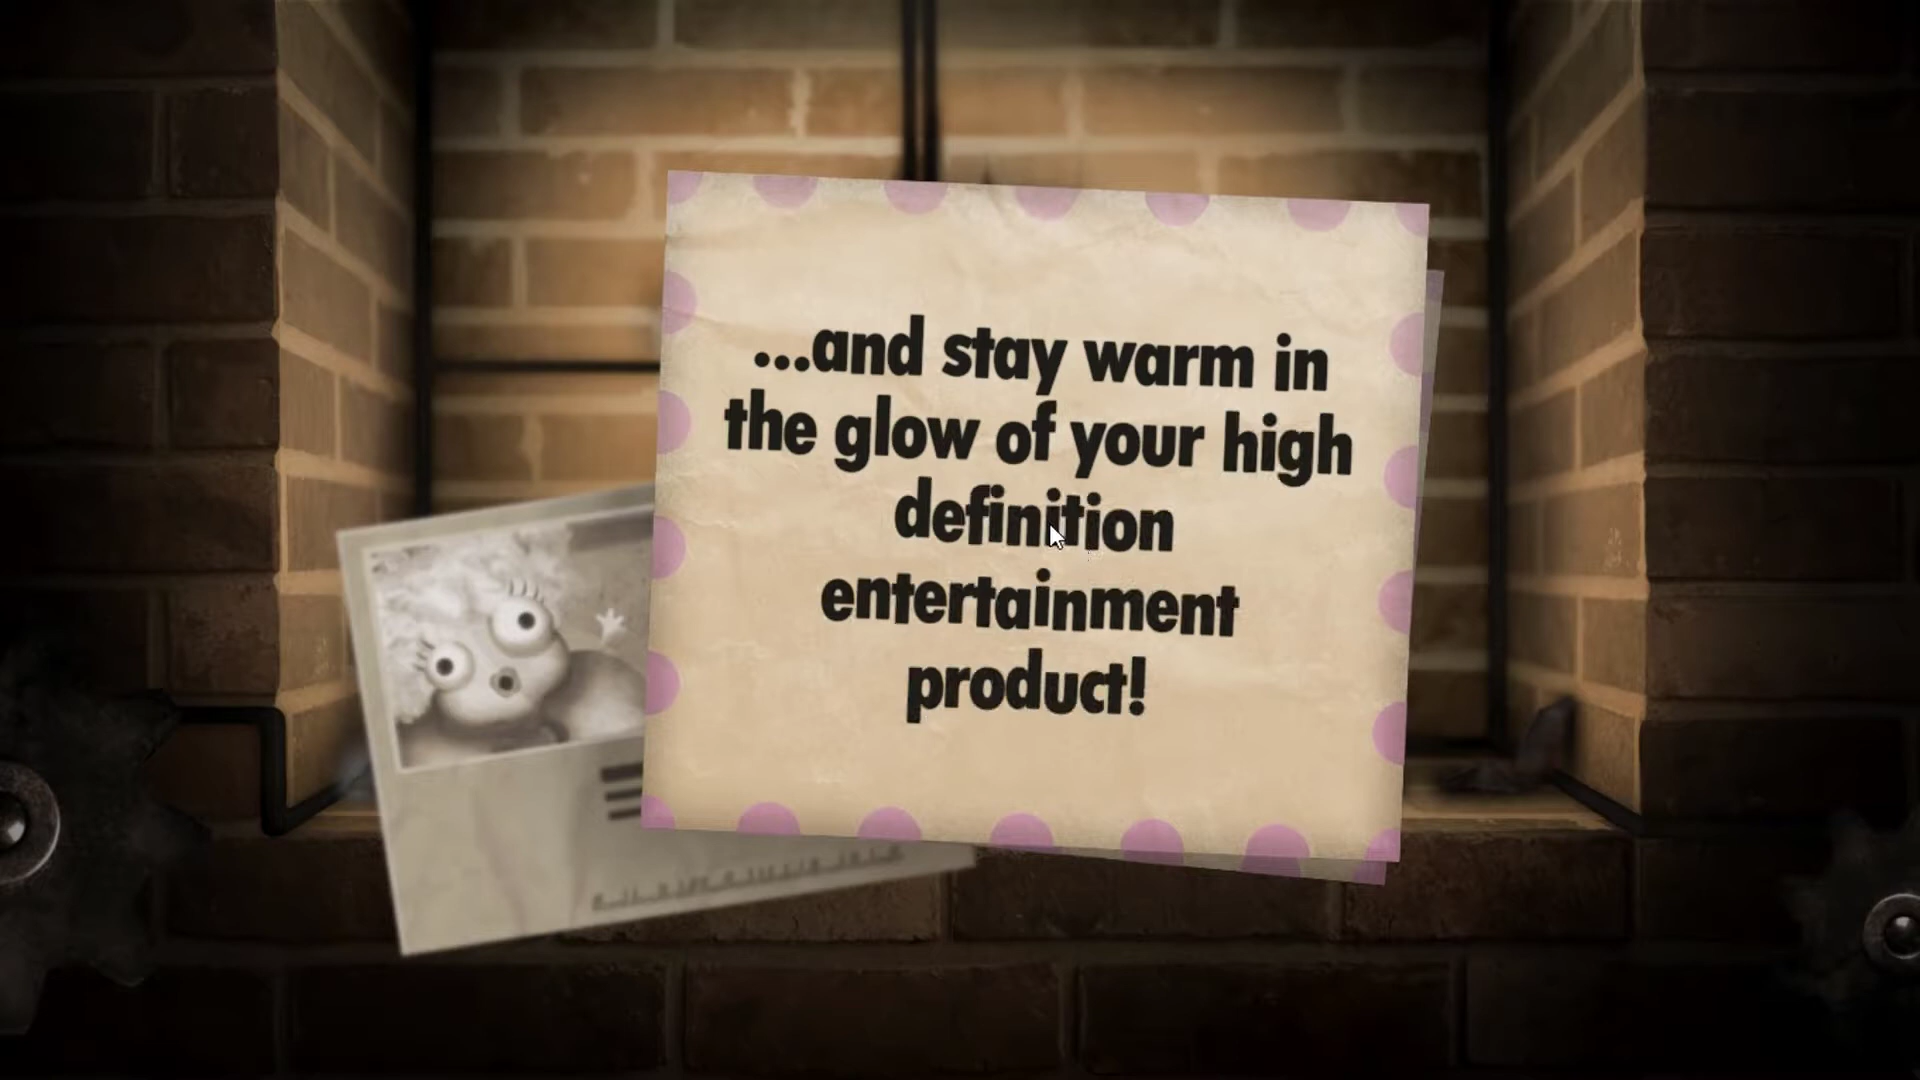 ...and stay warm in
the glow of your high
definition
entertainment
product!